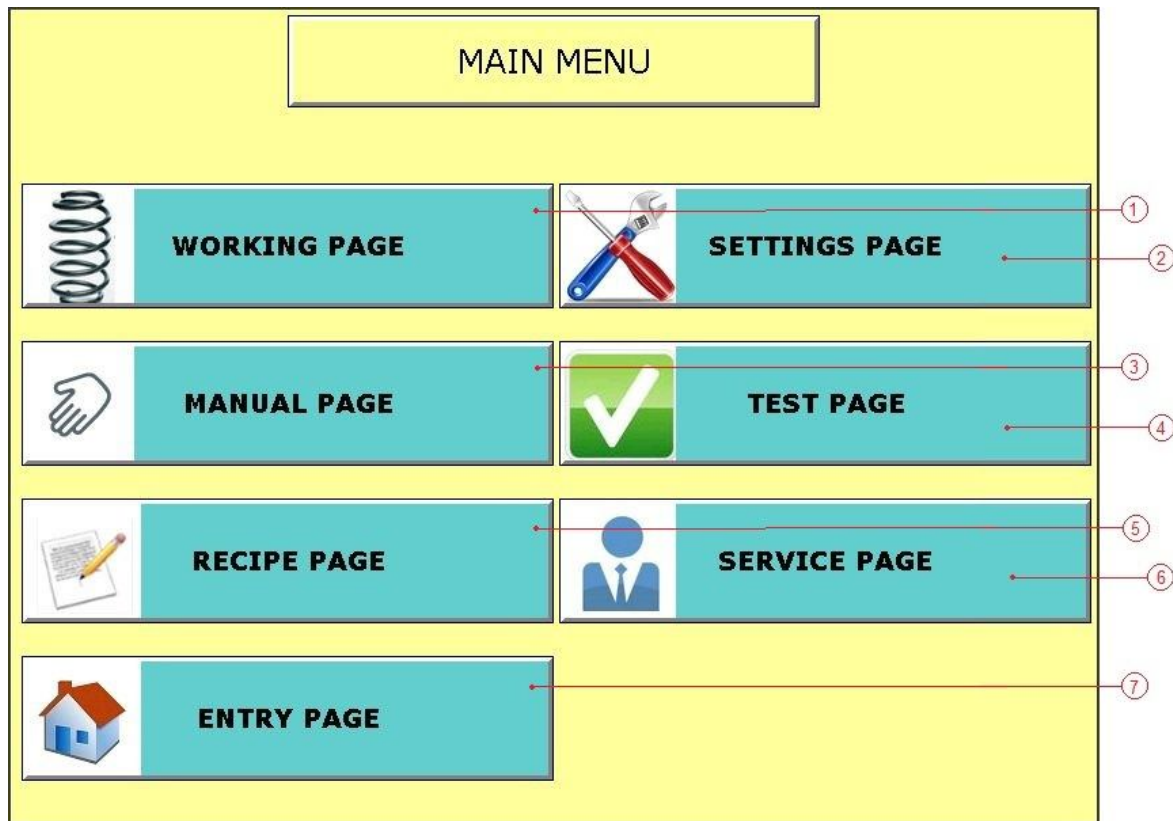 MAIN MENU
WORKING PAGE
SETTINGS PAGE
1
2
MANUAL PAGE
TEST PAGE
3
4
RECIPE PAGE
SERVICE PAGE
5
6
ENTRY PAGE
7